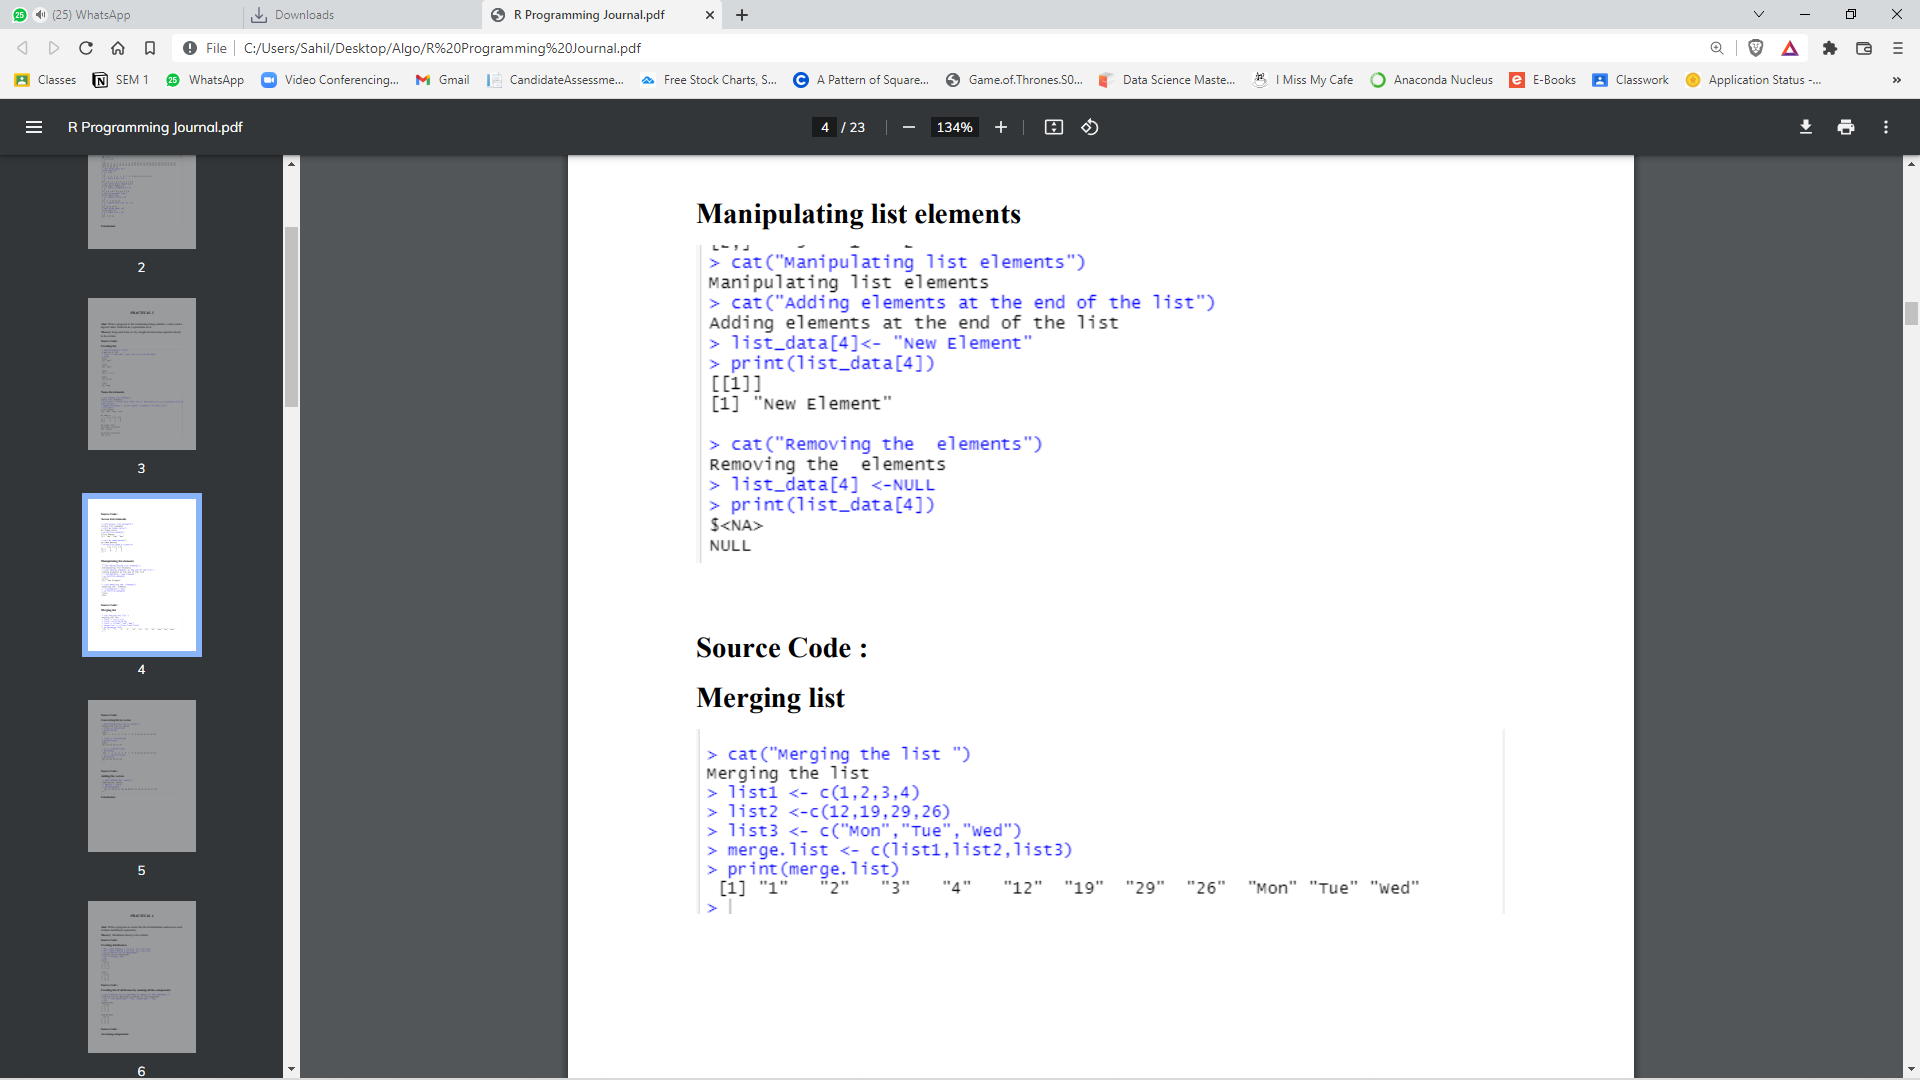 (25) WhatsApp
Downloads
R Programming Journal.pdf
File
C:/Users/Sahil/Desktop/Algo/R%20Programming%20Journal.pdf
Classes
SEM 1
25
WhatsApp
Video Conferencing...
Gmail
CandidateAssessme...
Free Stock Charts, S...
A Pattern of Square...
Game.of.Thrones.S0...
Data Science Maste...
I Miss My Cafe
Anaconda Nucleus
E-Books
Classwork
Application Status -...
»
R Programming Journal.pdf
4 / 23
134%
2
3
4
5
6
Manipulating list elements
> cat("Manipulating list elements")
Manipulating list elements
> cat("Adding elements at the end of the list")
Adding elements at the end of the list
> list_data[4]<- "New Element"
> print(list_data[4])
[[1]]
[1] "New Element"
> cat("Removing the  elements")
Removing the  elements
> list_data[4] <-NULL
> print(list_data[4])
$<NA>
NULL
Source Code :
Merging list
> cat("Merging the list ")
Merging the list
> list1 <- c(1,2,3,4)
> list2 <-c(12,19,29,26)
> list3 <- c("Mon","Tue","Wed")
> merge.list <- c(list1,list2,list3)
> print(merge.list)
[1] "1"   "2"   "3"   "4"   "12"  "19"  "29"  "26"  "Mon" "Tue" "Wed"
>